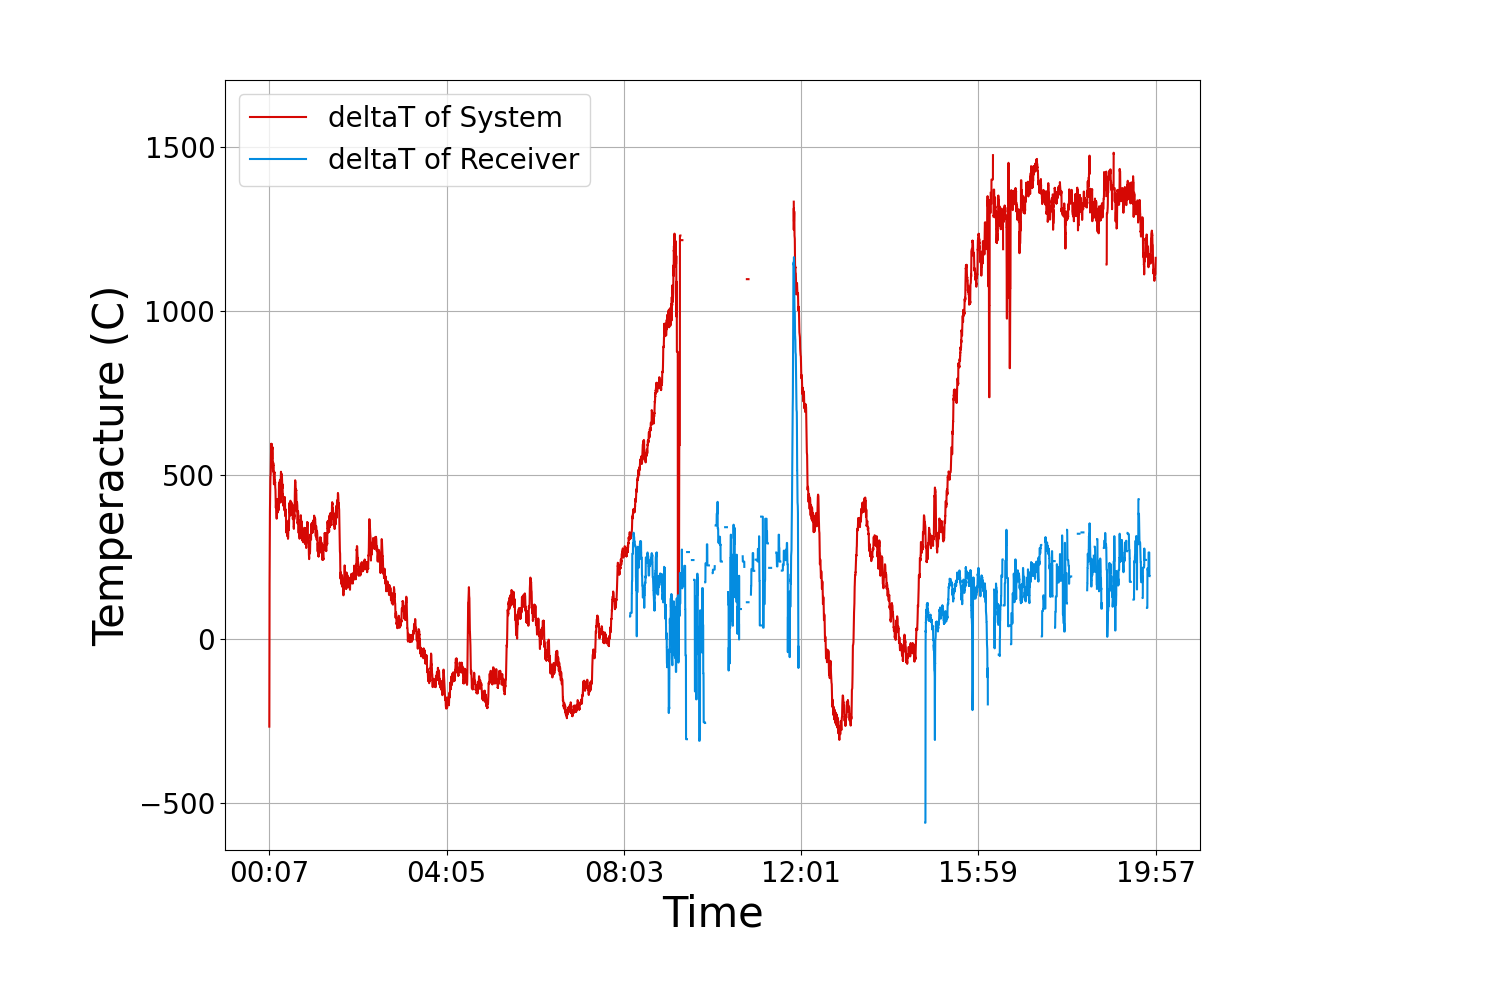 deltaT of System
deltaT of Receiver
1500
1000
500
0
−500
Temperacture (C)
00:07 04:05 08:03 12:01 15:59 19:57
Time